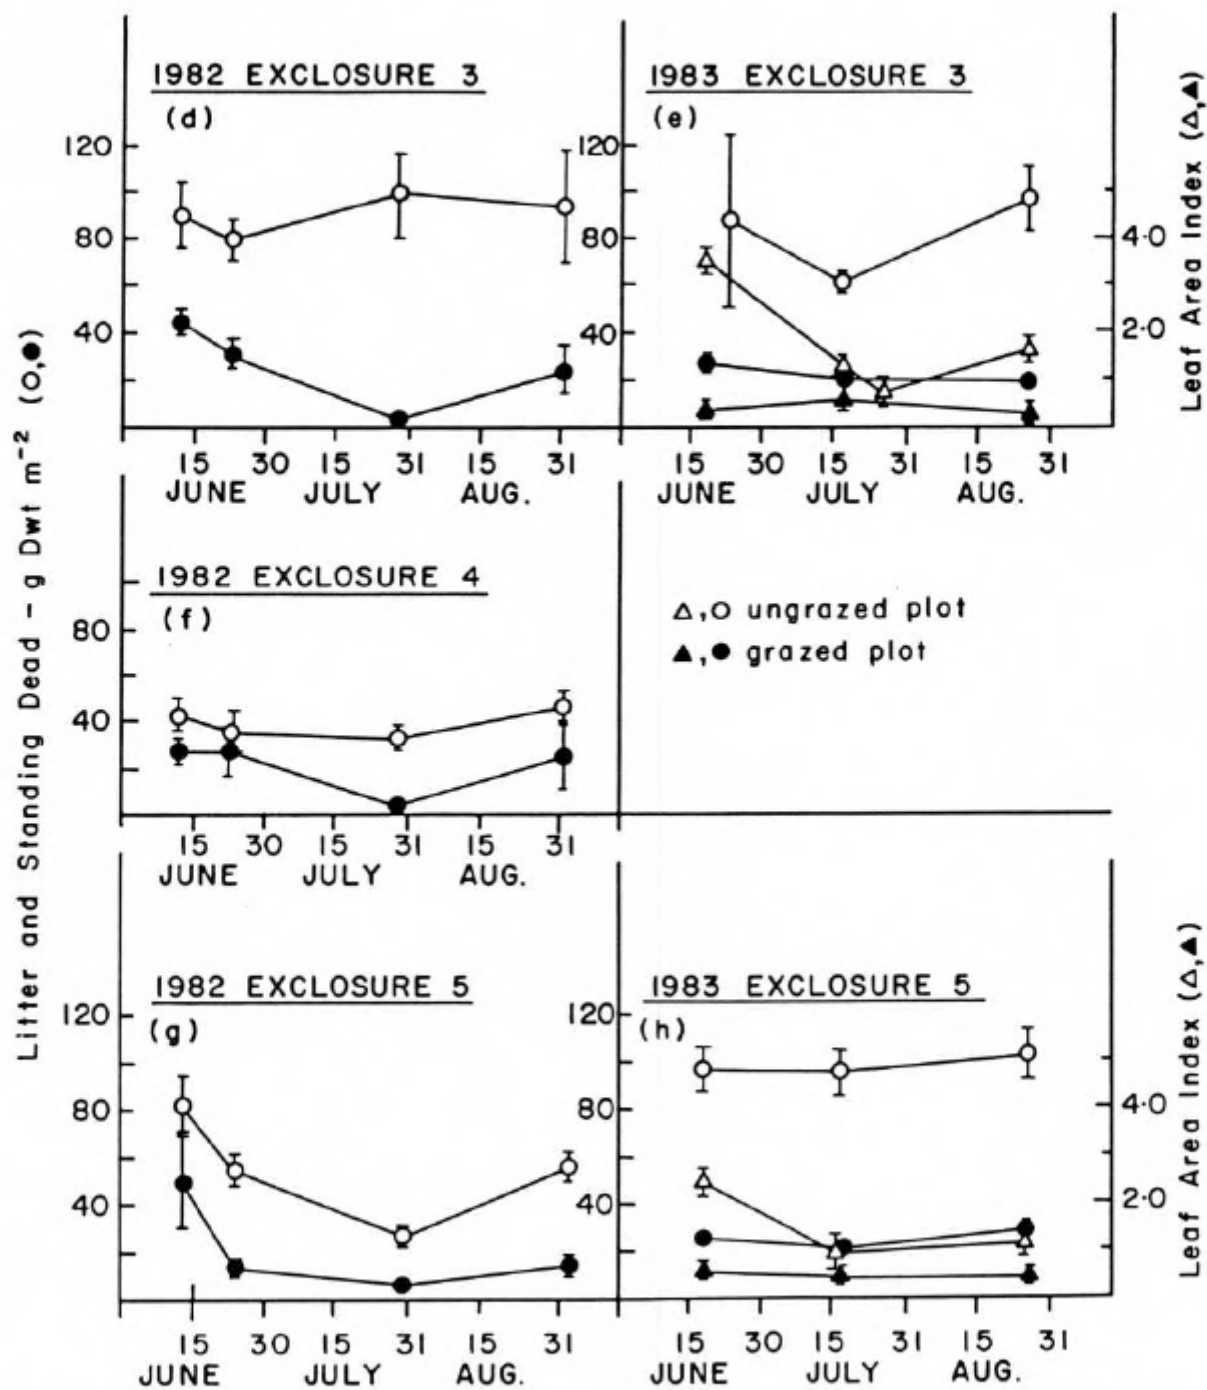 Litter and Standing Dead - g Dwt m⁻² (○,●)
Leaf Area Index (△,▲)
1982 EXCLOSURE 3
(d)
120
80
40
15 30 15 31 15 31
JUNE JULY AUG.
1983 EXCLOSURE 3
(e)
120
80
40
4·0
2·0
15 30 15 31 15 31
JUNE JULY AUG.
1982 EXCLOSURE 4
(f)
80
40
15 30 15 31 15 31
JUNE JULY AUG.
△,○ ungrazed plot
▲,● grazed plot
1982 EXCLOSURE 5
(g)
120
80
40
15 30 15 31 15 31
JUNE JULY AUG.
1983 EXCLOSURE 5
(h)
120
80
40
4·0
2·0
15 30 15 31 15 31
JUNE JULY AUG.
Leaf Area Index (△,▲)